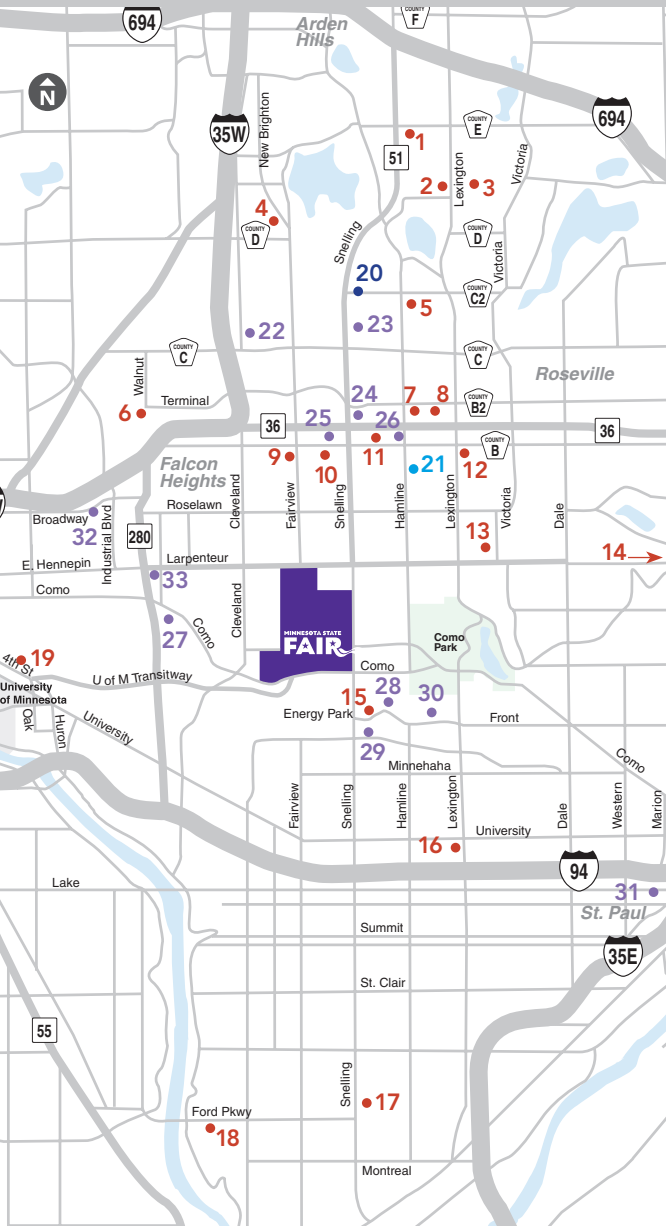 COUNTY
F
694
Arden
Hills
N
35W
New Brighton
COUNTY
E
694
1
51
Lexington
Victoria
2
3
4
COUNTY
D
Snelling
COUNTY
D
Victoria
20
COUNTY
C2
5
22
23
COUNTY
C
COUNTY
C
Walnut
Roseville
Terminal
6
24
7
8
COUNTY
B2
36
25
26
36
COUNTY
B
9
10
11
21
12
Falcon
Heights
Cleveland
Fairview
Snelling
Hamline
Lexington
Victoria
Dale
Roselawn
Broadway
32
Industrial Blvd
280
13
14
E. Hennepin
Larpenteur
Como
33
Cleveland
27
Como
MINNESOTA STATE
FAIR
Como
Park
19
4th St
U of M Transitway
Como
University
of Minnesota
Oak
Huron
University
15
28
30
Energy Park
Front
29
Minnehaha
Como
Fairview
Snelling
Hamline
Lexington
Dale
Western
Marion
University
16
94
Lake
31
St. Paul
Summit
35E
St. Clair
55
Snelling
17
Ford Pkwy
18
Montreal